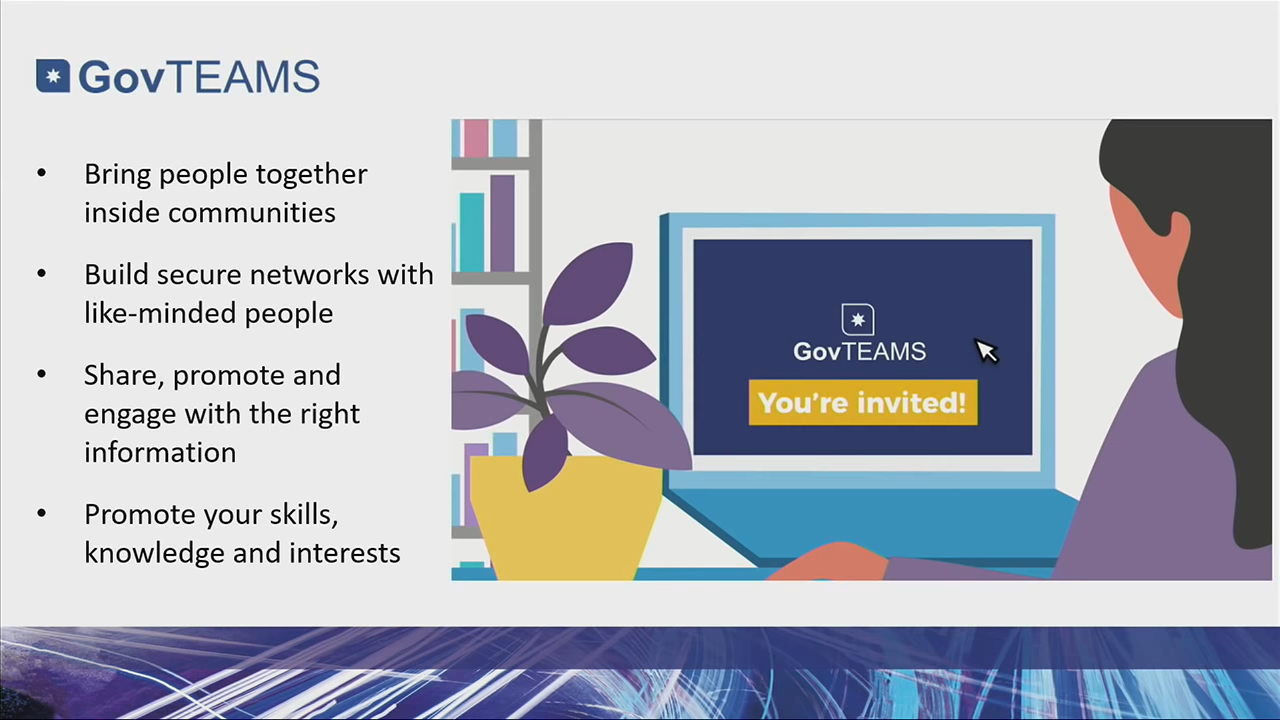 GovTEAMS
• Bring people together
inside communities
• Build secure networks with
like-minded people
• Share, promote and
engage with the right
information
• Promote your skills,
knowledge and interests
GovTEAMS
You're invited!